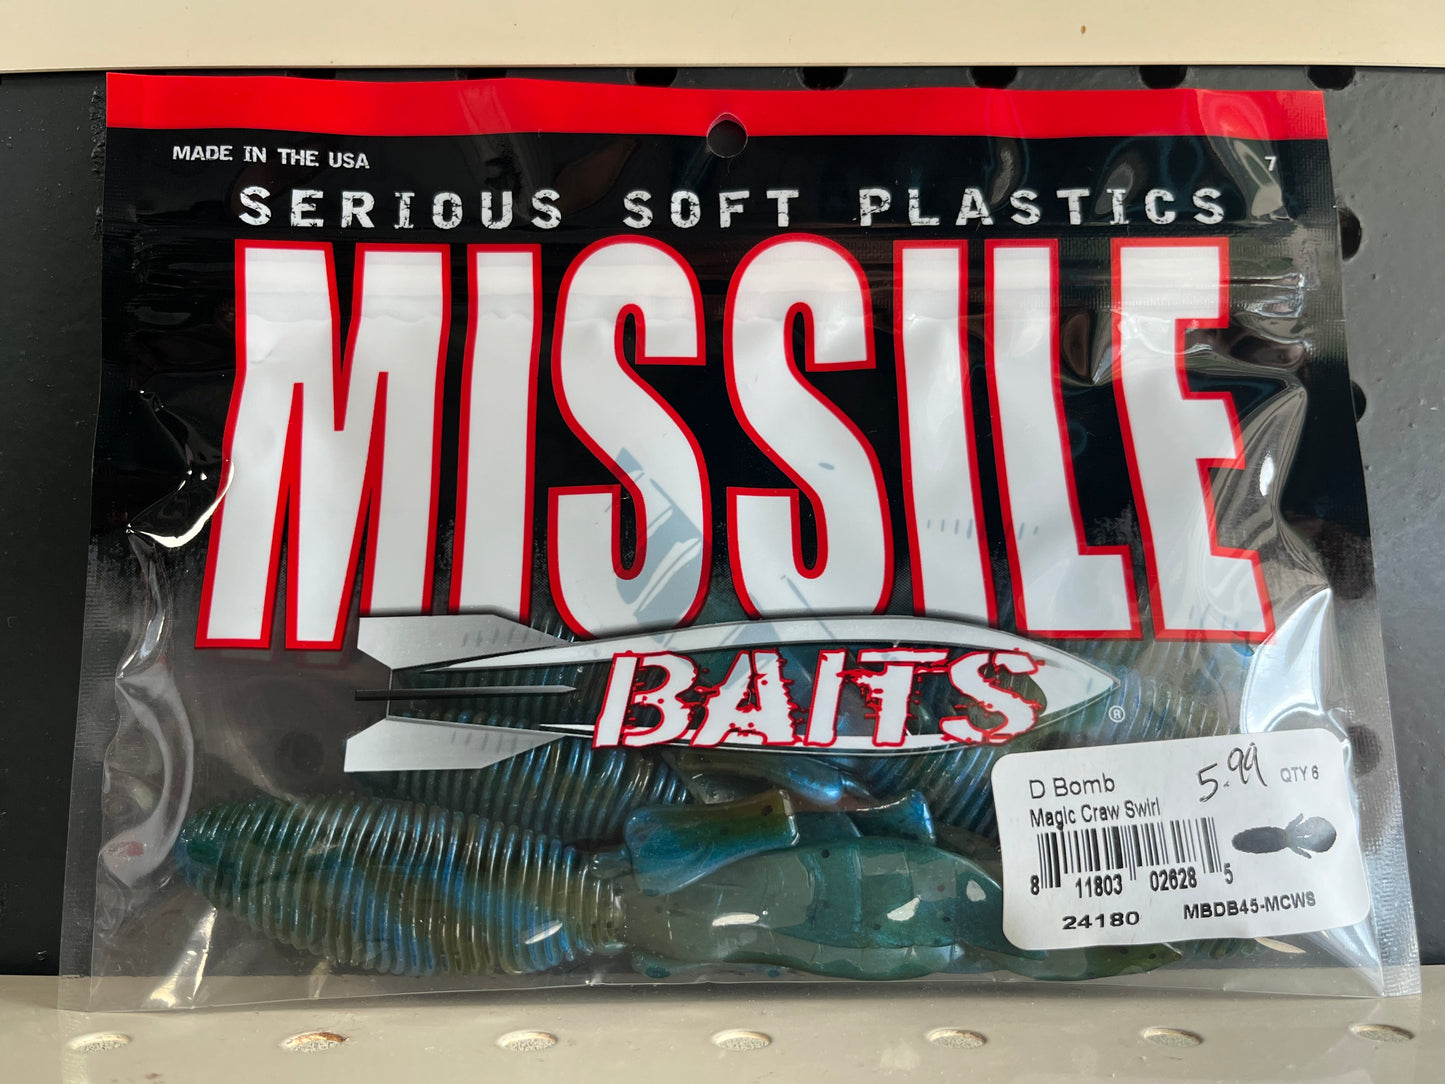 MADE IN THE USA
7
SERIOUS SOFT PLASTICS
MISSILE
BAITS
®
D Bomb
5.99
QTY 6
Magic Craw Swirl
8 11803 02628 5
24180
MBDB45-MCWS